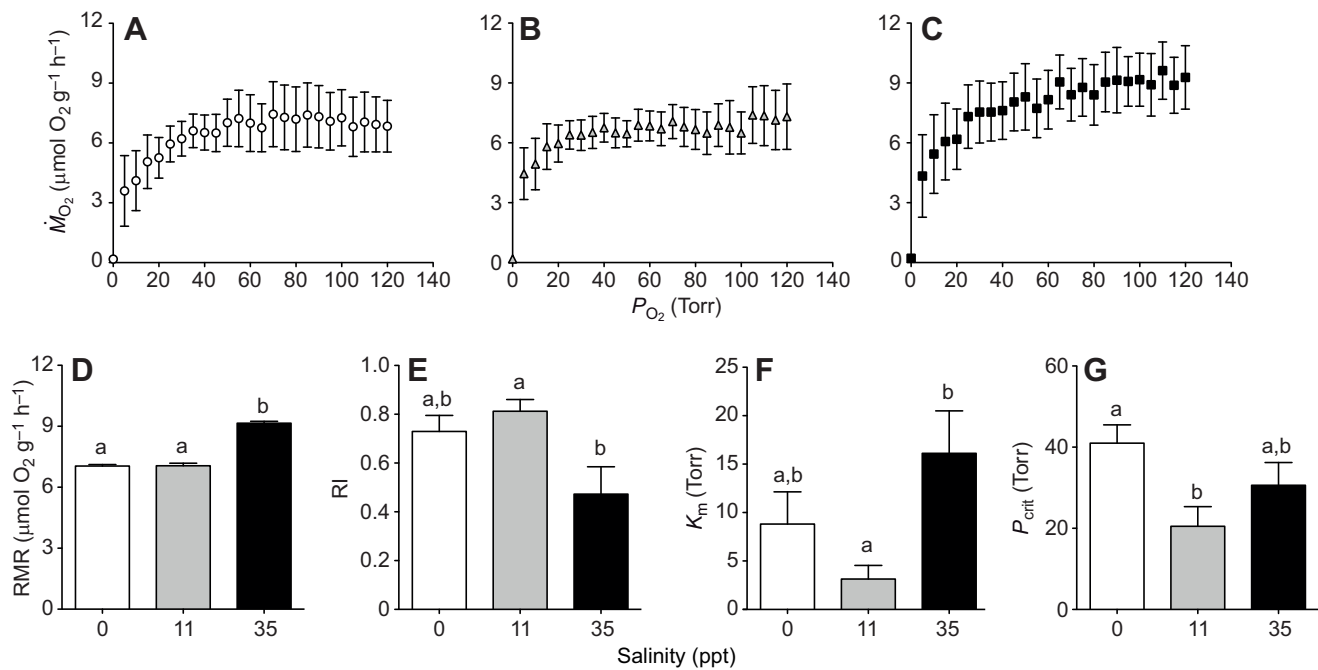 A
B
C
12
9
6
3
0
12
9
6
3
0
12
9
6
3
0
ṀO₂ (μmol O₂ g⁻¹ h⁻¹)
0 20 40 60 80 100 120 140
0 20 40 60 80 100 120 140
0 20 40 60 80 100 120 140
PO₂ (Torr)
D
E
F
G
12
9
6
3
0
RMR (μmol O₂ g⁻¹ h⁻¹)
a
a
b
0 11 35
1.0
0.8
0.6
0.4
0.2
0
RI
a,b
a
b
0 11 35
25
20
15
10
5
0
Km (Torr)
a,b
a
b
0 11 35
60
40
20
0
Pcrit (Torr)
a
b
a,b
0 11 35
Salinity (ppt)